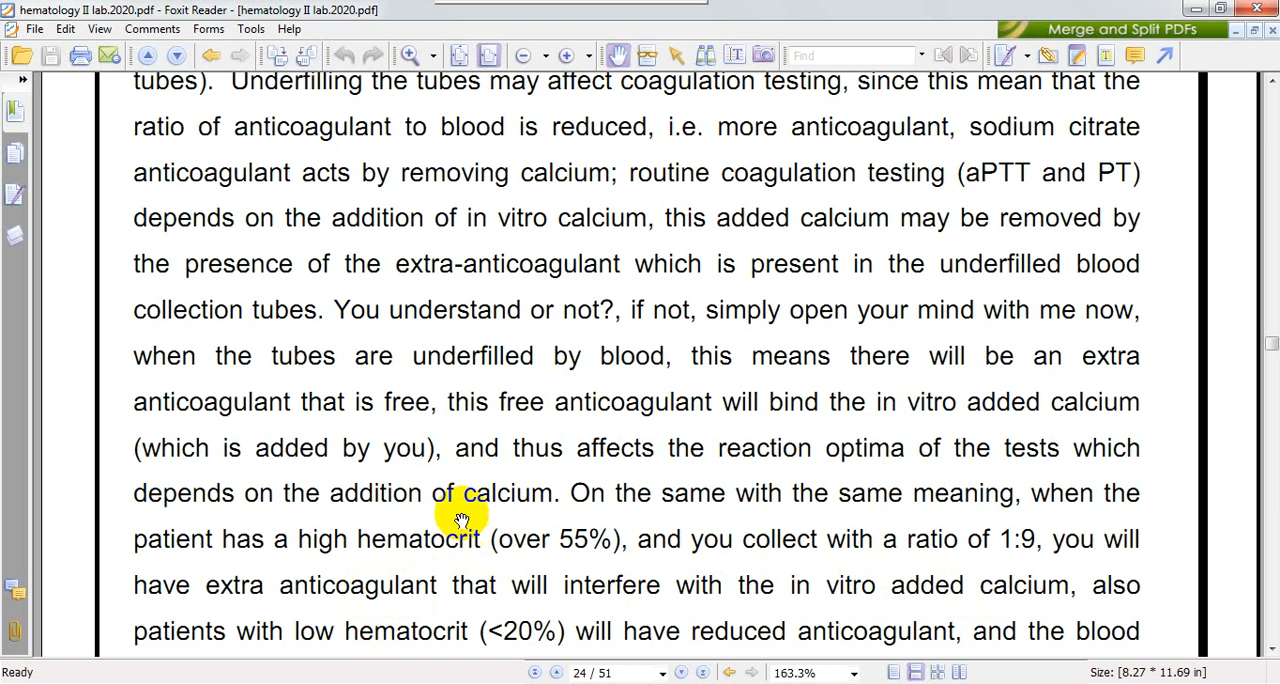 hematology II lab.2020.pdf - Foxit Reader - [hematology II lab.2020.pdf]
File Edit View Comments Forms Tools Help
Merge and Split PDFs
Find
tubes). Underfilling the tubes may affect coagulation testing, since this mean that the
ratio of anticoagulant to blood is reduced, i.e. more anticoagulant, sodium citrate
anticoagulant acts by removing calcium; routine coagulation testing (aPTT and PT)
depends on the addition of in vitro calcium, this added calcium may be removed by
the presence of the extra-anticoagulant which is present in the underfilled blood
collection tubes. You understand or not?, if not, simply open your mind with me now,
when the tubes are underfilled by blood, this means there will be an extra
anticoagulant that is free, this free anticoagulant will bind the in vitro added calcium
(which is added by you), and thus affects the reaction optima of the tests which
depends on the addition of calcium. On the same with the same meaning, when the
patient has a high hematocrit (over 55%), and you collect with a ratio of 1:9, you will
have extra anticoagulant that will interfere with the in vitro added calcium, also
patients with low hematocrit (<20%) will have reduced anticoagulant, and the blood
Ready 24 / 51 163.3% Size: [8.27 * 11.69 in]